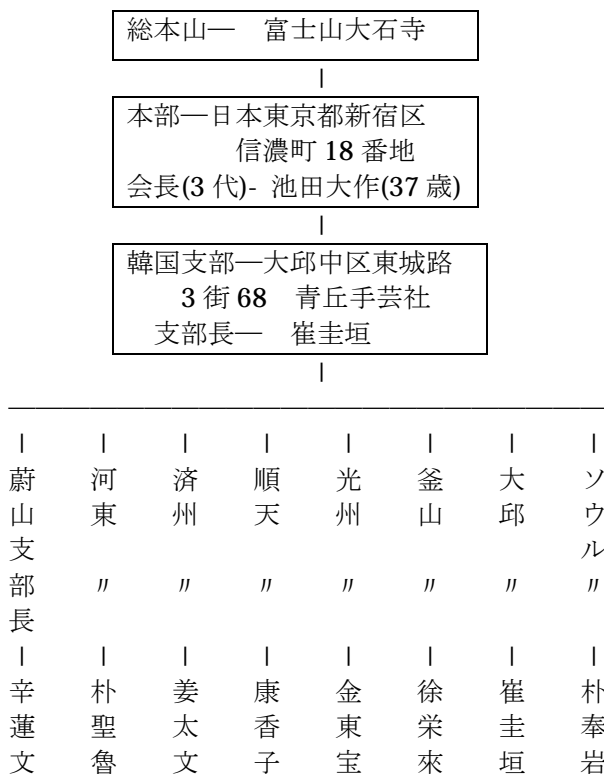 総本山― 富士山大石寺
本部―日本東京都新宿区
信濃町 18 番地
会長(3 代)- 池田大作(37 歳)
韓国支部―大邱中区東城路
3 街 68 青丘手芸社
支部長― 崔圭垣
ソウル〃朴奉岩
大邱〃崔圭垣
釜山〃徐栄來
光州〃金東宝
順天〃康香子
済州〃姜太文
河東〃朴聖魯
蔚山支部長辛蓮文